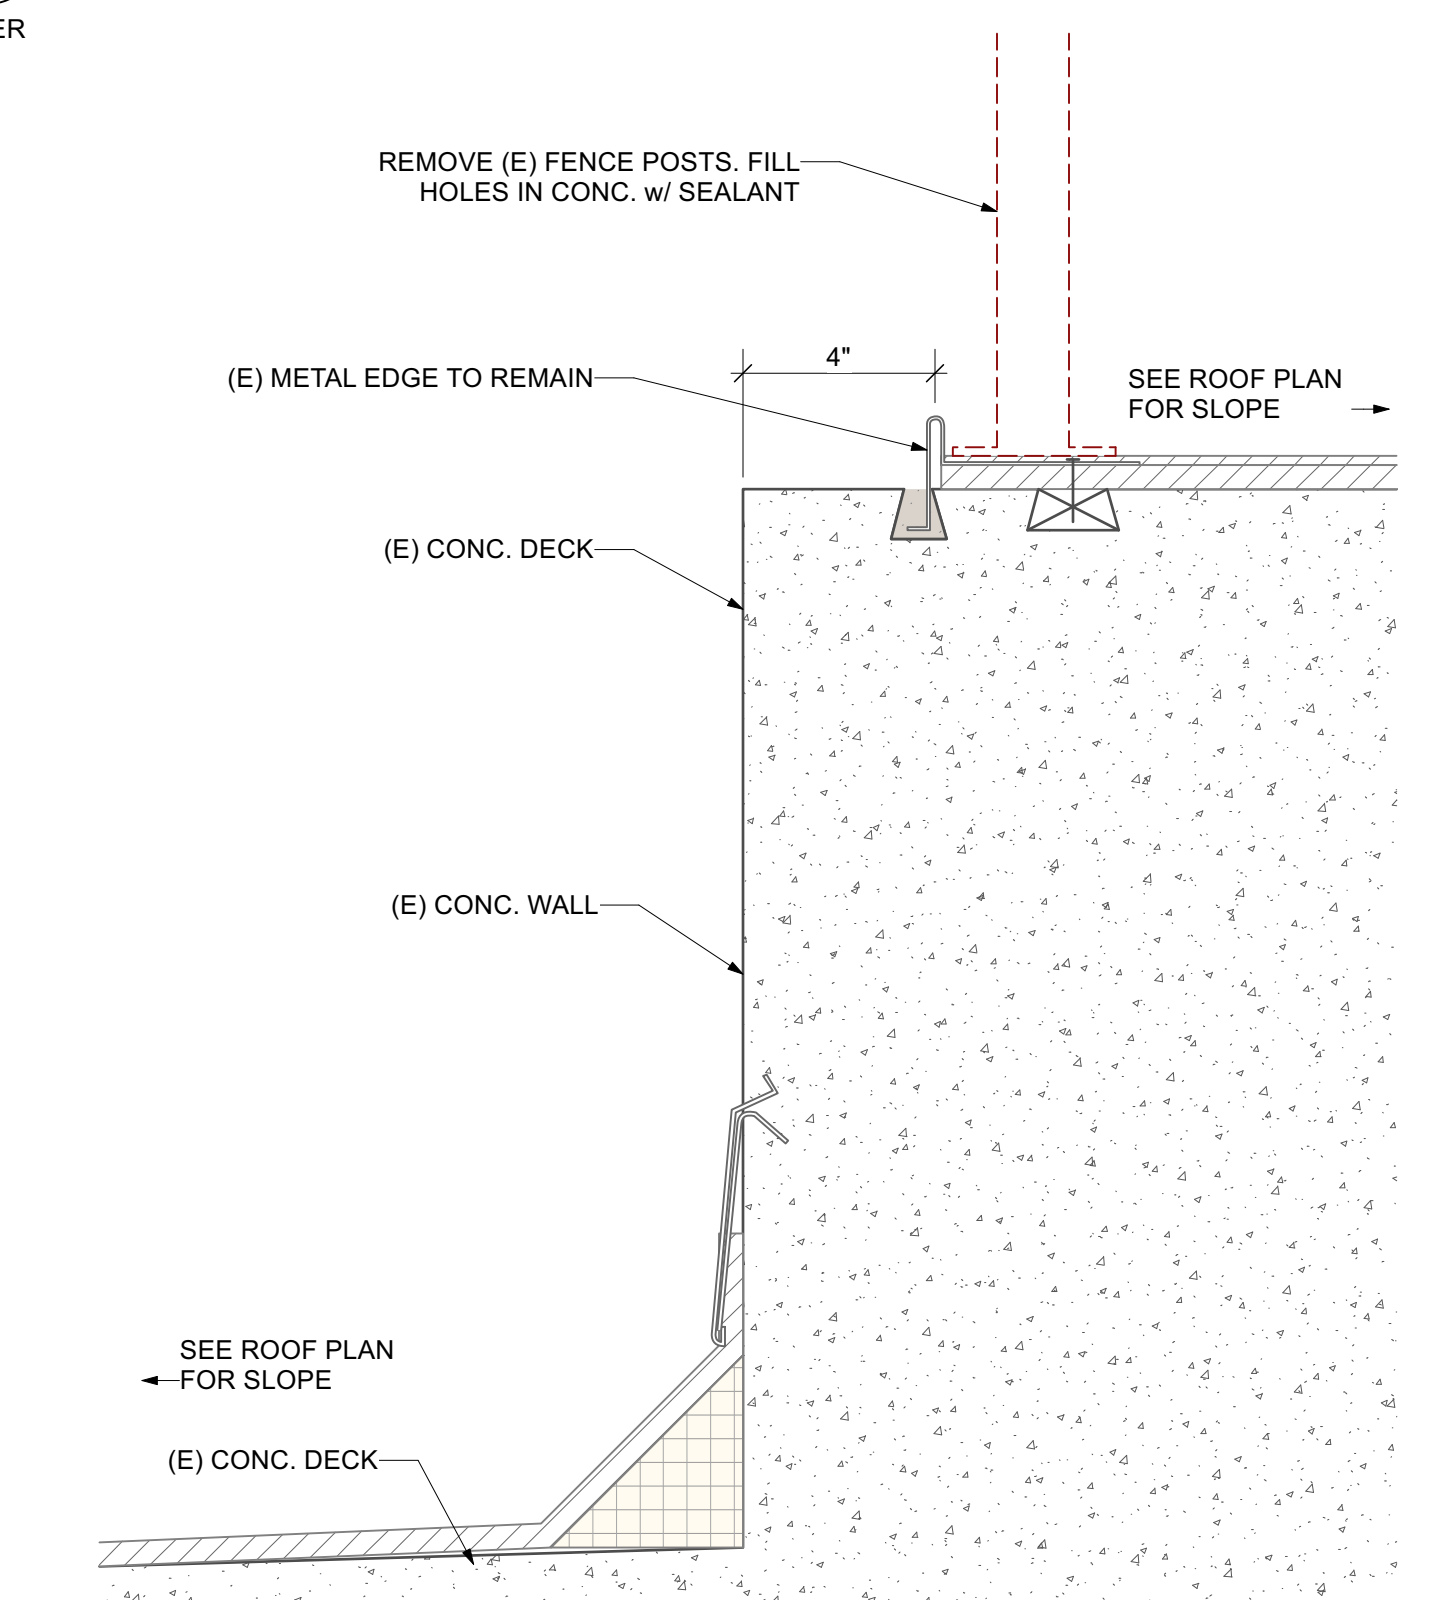 ER
REMOVE (E) FENCE POSTS. FILL
HOLES IN CONC. w/ SEALANT
4"
(E) METAL EDGE TO REMAIN
SEE ROOF PLAN
FOR SLOPE
(E) CONC. DECK
(E) CONC. WALL
SEE ROOF PLAN
FOR SLOPE
(E) CONC. DECK